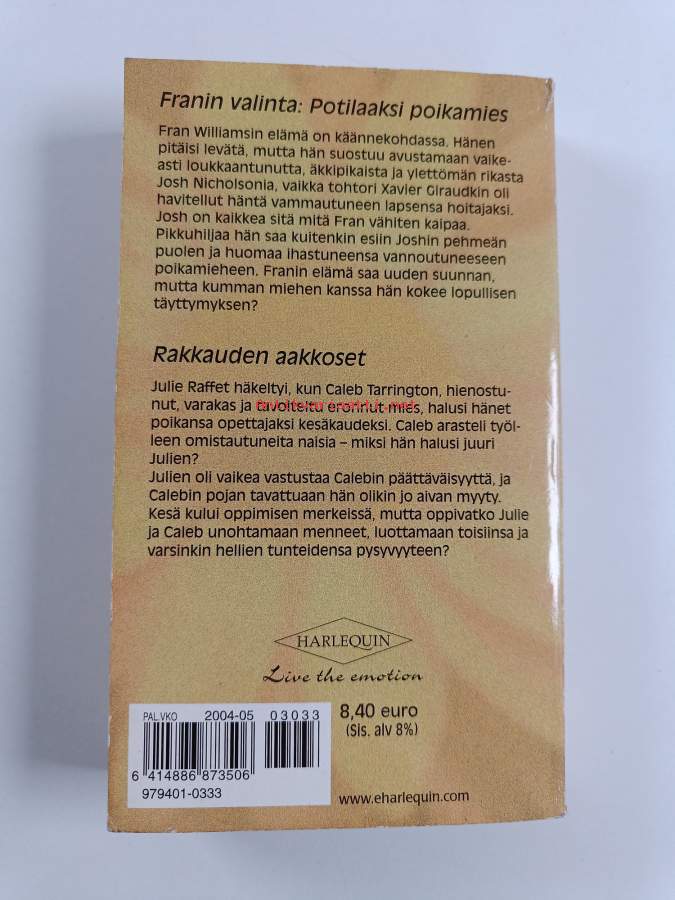 Franin valinta: Potilaaksi poikamies
Fran Williamsin elämä on käännekohdassa. Hänen
pitäisi levätä, mutta hän suostuu avustamaan vaike-
asti loukkaantunutta, äkkipikaista ja ylettömän rikasta
Josh Nicholsonia, vaikka tohtori Xavier Giraudkin oli
havitellut häntä vammautuneen lapsensa hoitajaksi.
Josh on kaikkea sitä mitä Fran vähiten kaipaa.
Pikkuhiljaa hän saa kuitenkin esiin Joshin pehmeän
puolen ja huomaa ihastuneensa vannoutuneeseen
poikamieheen. Franin elämä saa uuden suunnan,
mutta kumman miehen kanssa hän kokee lopullisen
täyttymyksen?
Rakkauden aakkoset
Julie Raffet häkeltyi, kun Caleb Tarrington, hienostu-
nut, varakas ja tavoiteltu eronnut mies, halusi hänet
poikansa opettajaksi kesäkaudeksi. Caleb arasteli työl-
leen omistautuneita naisia – miksi hän halusi juuri
Julien?
Julien oli vaikea vastustaa Calebin päättäväisyyttä, ja
Calebin pojan tavattuaan hän olikin jo aivan myyty.
Kesä kului oppimisen merkeissä, mutta oppivatko Julie
ja Caleb unohtamaan menneet, luottamaan toisiinsa ja
varsinkin hellien tunteidensa pysyvyyteen?
HARLEQUIN
Live the emotion
PAL.VKO 2004-05 03033
6 414886 873506
979401-0333
8,40 euro
(Sis. alv 8%)
www.eharlequin.com